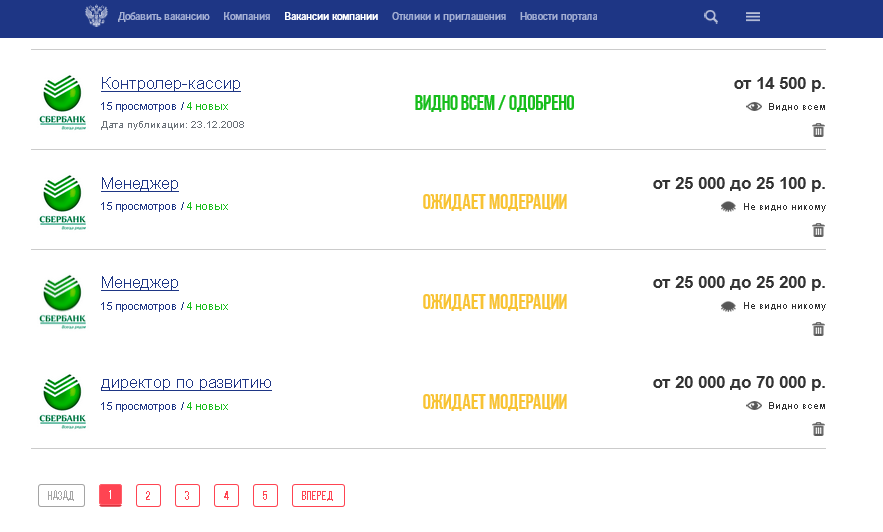 Добавить вакансию Компания Вакансии компании Отклики и приглашения Новости портала
Контролер-кассир
15 просмотров / 4 новых
Дата публикации: 23.12.2008
СБЕРБАНК
Всегда рядом
ВИДНО ВСЕМ / ОДОБРЕНО
от 14 500 р.
Видно всем
Менеджер
15 просмотров / 4 новых
СБЕРБАНК
Всегда рядом
ОЖИДАЕТ МОДЕРАЦИИ
от 25 000 до 25 100 р.
Не видно никому
Менеджер
15 просмотров / 4 новых
СБЕРБАНК
Всегда рядом
ОЖИДАЕТ МОДЕРАЦИИ
от 25 000 до 25 200 р.
Не видно никому
директор по развитию
15 просмотров / 4 новых
СБЕРБАНК
Всегда рядом
ОЖИДАЕТ МОДЕРАЦИИ
от 20 000 до 70 000 р.
Видно всем
НАЗАД 1 2 3 4 5 ВПЕРЕД